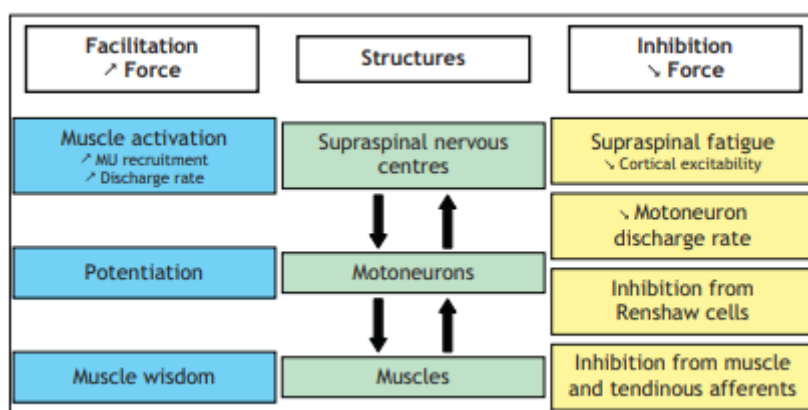 Facilitation
↗ Force
Structures
Inhibition
↘ Force
Muscle activation
↗ MU recruitment
↗ Discharge rate
Supraspinal nervous
centres
Supraspinal fatigue
↘ Cortical excitability
↘ Motoneuron
discharge rate
Potentiation
Motoneurons
Inhibition from
Renshaw cells
Muscle wisdom
Muscles
Inhibition from muscle
and tendinous afferents